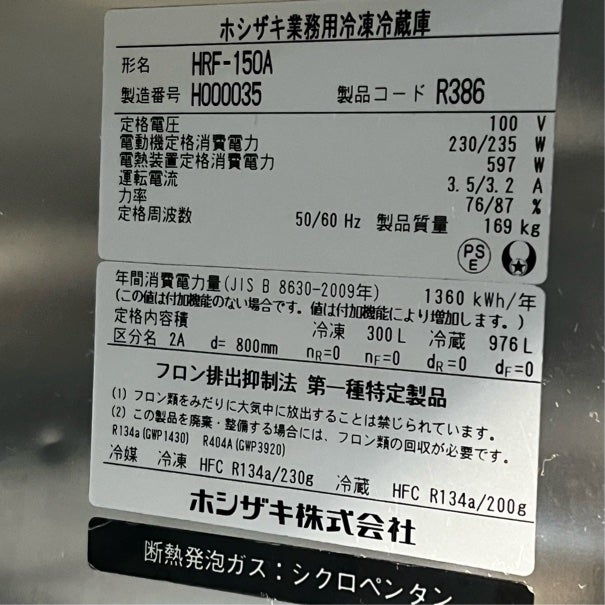 ホシザキ業務用冷凍冷蔵庫
形名 HRF-150A
製造番号 H000035 製品コード R386
定格電圧 100 V
電動機定格消費電力 230/235 W
電熱装置定格消費電力 597 W
運転電流 3.5/3.2 A
力率 76/87 %
定格周波数 50/60 Hz 製品質量 169 kg
PS
E
年間消費電力量(JIS B 8630-2009年) 1360 kWh/年
(この値は付加機能のない場合です。値は付加機能により増加します。)
定格内容積 冷凍 300L 冷蔵 976L
区分名 2A d= 800mm nR=0 nF=0 dR=0 dF=0
フロン排出抑制法 第一種特定製品
(1) フロン類をみだりに大気中に放出することは禁じられています。
(2) この製品を廃棄・整備する場合には、フロン類の回収が必要です。
R134a(GWP1430) R404A(GWP3920)
冷媒 冷凍 HFC R134a/230g 冷蔵 HFC R134a/200g
ホシザキ株式会社
断熱発泡ガス：シクロペンタン